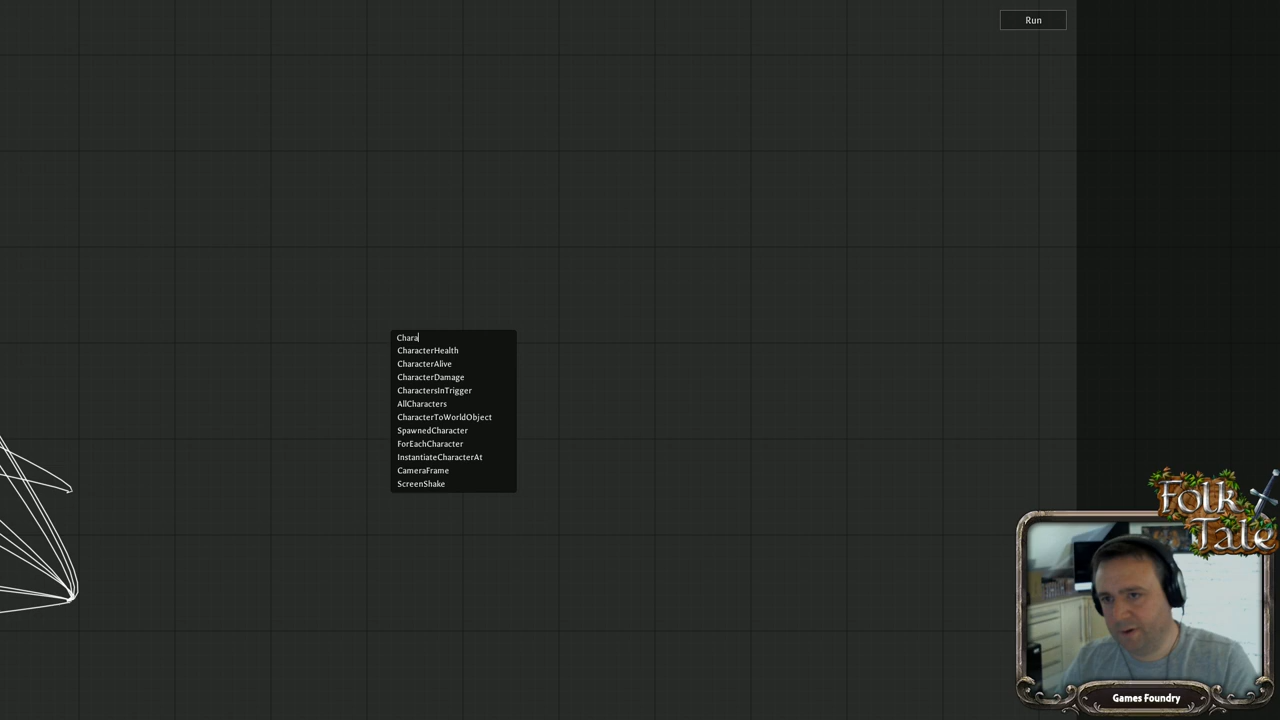 Run
Chara
CharacterHealth
CharacterAlive
CharacterDamage
CharactersInTrigger
AllCharacters
CharacterToWorldObject
SpawnedCharacter
ForEachCharacter
InstantiateCharacterAt
CameraFrame
ScreenShake
Folk
Tale
Games Foundry